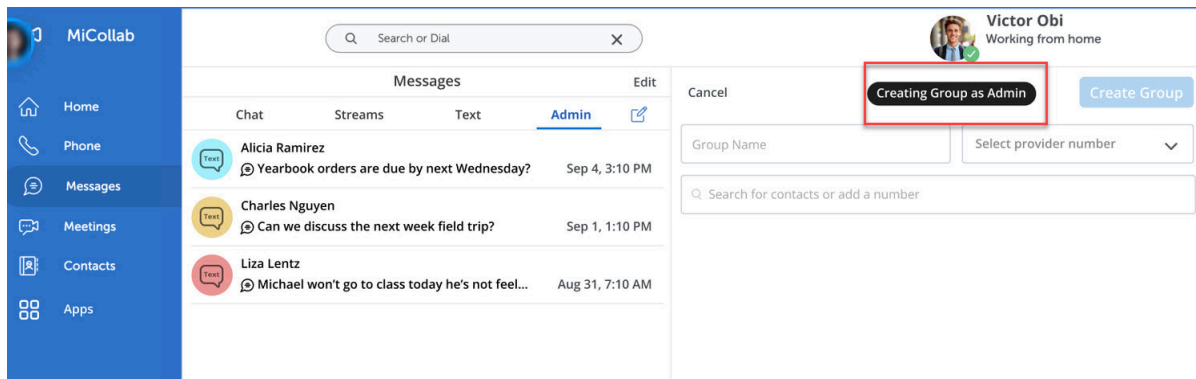 MiCollab
Search or Dial
Victor Obi
Working from home
Home
Phone
Messages
Meetings
Contacts
Apps
Messages
Edit
Chat Streams Text Admin
Text
Alicia Ramirez
Yearbook orders are due by next Wednesday? Sep 4, 3:10 PM
Text
Charles Nguyen
Can we discuss the next week field trip? Sep 1, 1:10 PM
Text
Liza Lentz
Michael won't go to class today he's not feel... Aug 31, 7:10 AM
Cancel
Creating Group as Admin
Create Group
Group Name
Select provider number
Search for contacts or add a number